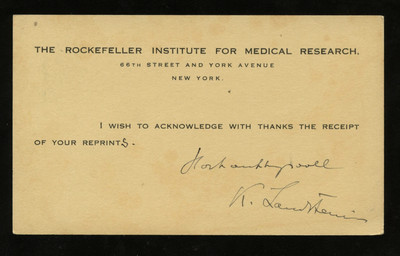 THE ROCKEFELLER INSTITUTE FOR MEDICAL RESEARCH.
66TH STREET AND YORK AVENUE
NEW YORK.
I WISH TO ACKNOWLEDGE WITH THANKS THE RECEIPT
OF YOUR REPRINTS.
Hochachtungsvoll
K. Landsteiner